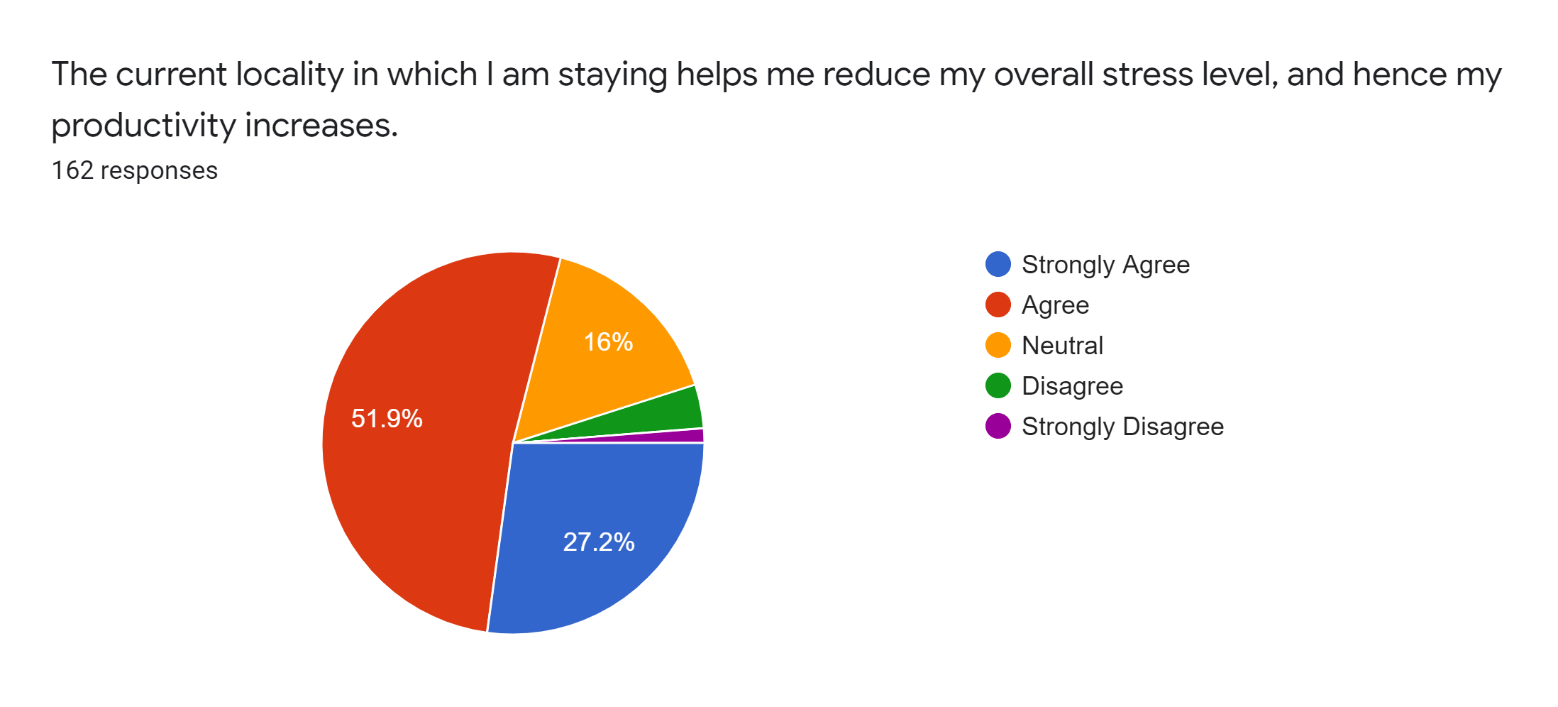 The current locality in which I am staying helps me reduce my overall stress level, and hence my
productivity increases.
162 responses
Strongly Agree
Agree
Neutral
Disagree
Strongly Disagree
16%
51.9%
27.2%